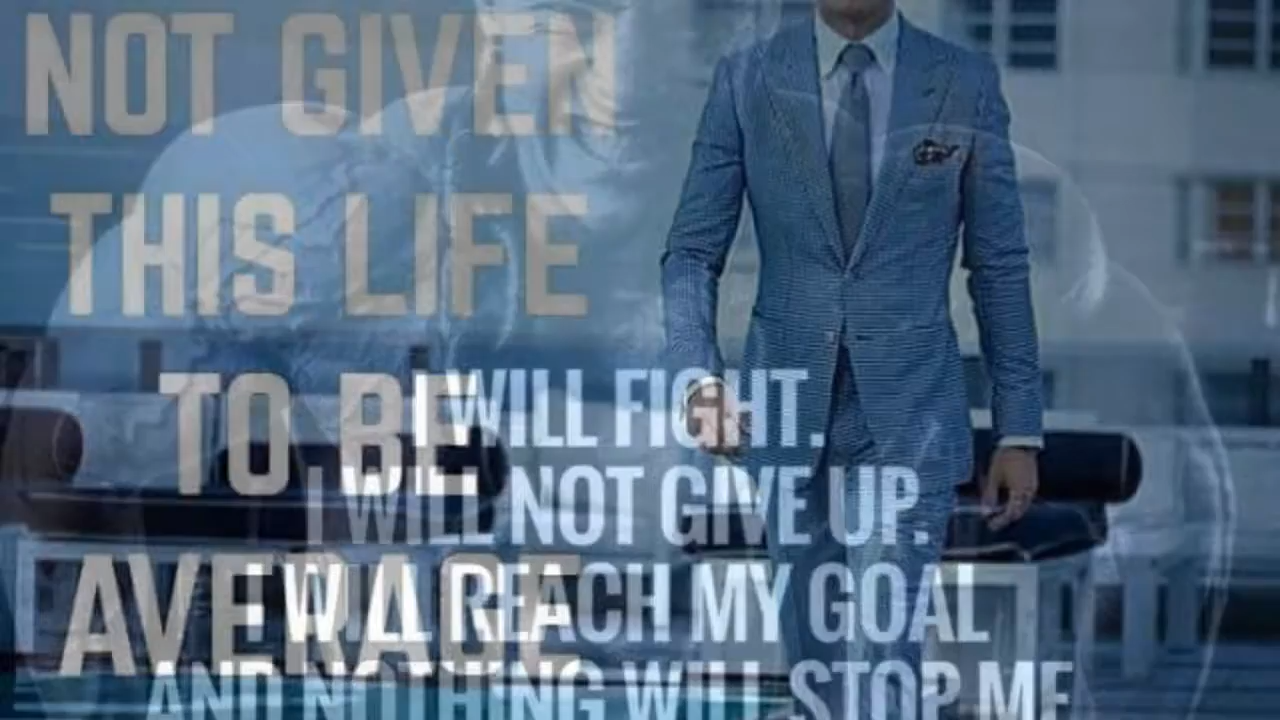 NOT GIVEN
THIS LIFE
TO BE
AVERAGE
I WILL FIGHT.
I WILL NOT GIVE UP.
I WILL REACH MY GOAL
AND NOTHING WILL STOP ME